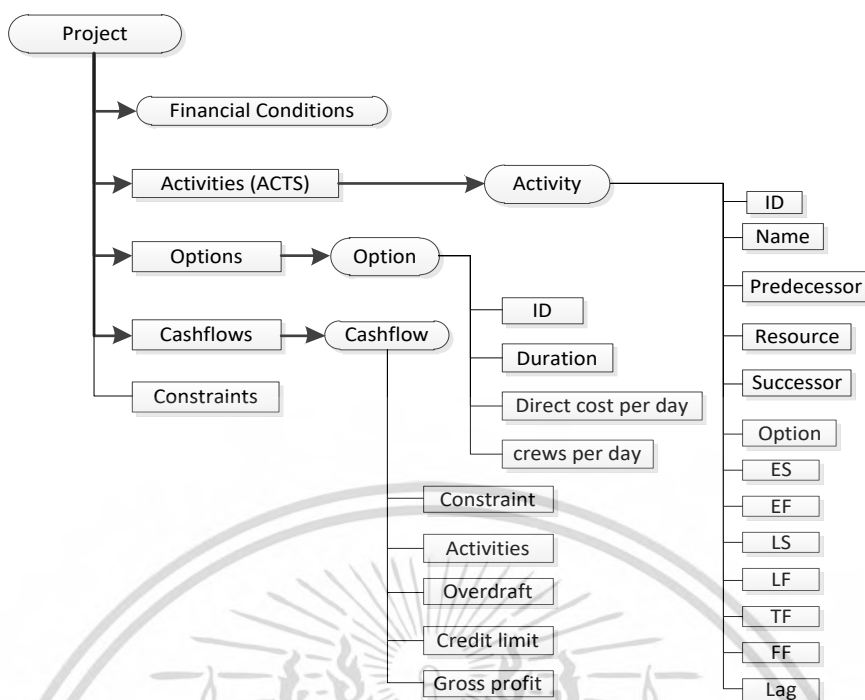 Project
Financial Conditions
Activities (ACTS)
Activity
Options
Option
Cashflows
Cashflow
Constraints
ID
Duration
Direct cost per day
crews per day
Constraint
Activities
Overdraft
Credit limit
Gross profit
ID
Name
Predecessor
Resource
Successor
Option
ES
EF
LS
LF
TF
FF
Lag